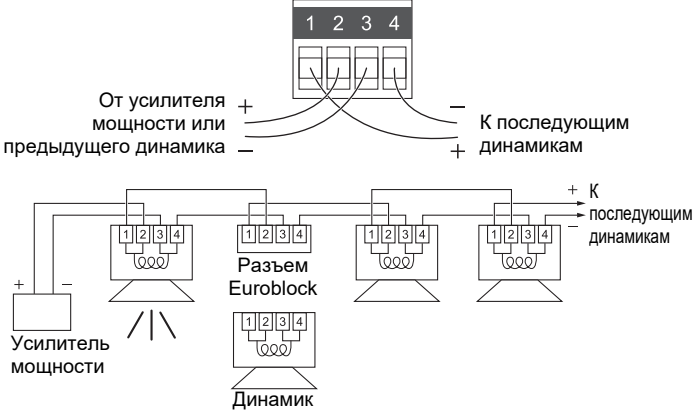 1 2 3 4
От усилителя
мощности или
предыдущего динамика
+
−
−
+
К последующим
динамикам
+ К
последующим
− динамикам
1 2 3 4
1 2 3 4
1 2 3 4
1 2 3 4
Разъем
Euroblock
+ −
Усилитель
мощности
1 2 3 4
Динамик